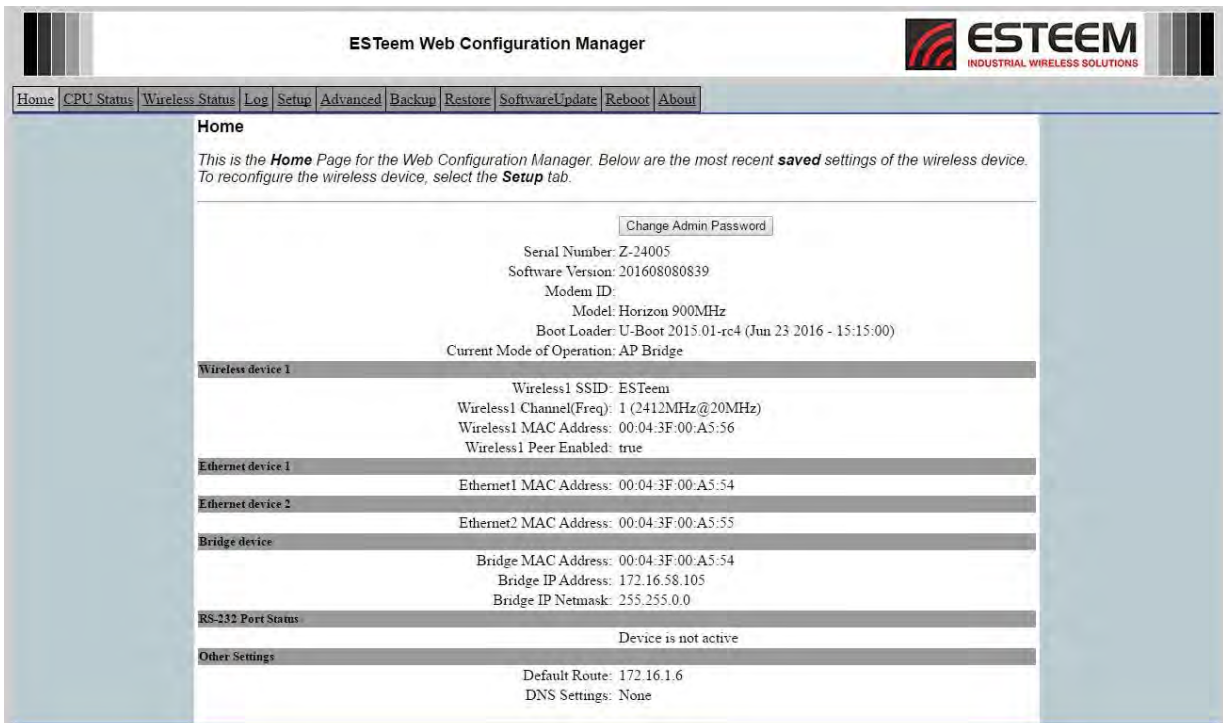 ESTeem Web Configuration Manager
ESTEEM
INDUSTRIAL WIRELESS SOLUTIONS
Home CPU Status Wireless Status Log Setup Advanced Backup Restore SoftwareUpdate Reboot About
Home
This is the Home Page for the Web Configuration Manager. Below are the most recent saved settings of the wireless device.
To reconfigure the wireless device, select the Setup tab.
Change Admin Password
Serial Number: Z-24005
Software Version: 201608080839
Modem ID:
Model: Horizon 900MHz
Boot Loader: U-Boot 2015.01-rc4 (Jun 23 2016 - 15:15:00)
Current Mode of Operation: AP Bridge
Wireless device 1
Wireless1 SSID: ESTeem
Wireless1 Channel(Freq): 1 (2412MHz@20MHz)
Wireless1 MAC Address: 00:04:3F:00:A5:56
Wireless1 Peer Enabled: true
Ethernet device 1
Ethernet1 MAC Address: 00:04:3F:00:A5:54
Ethernet device 2
Ethernet2 MAC Address: 00:04:3F:00:A5:55
Bridge device
Bridge MAC Address: 00:04:3F:00:A5:54
Bridge IP Address: 172.16.58.105
Bridge IP Netmask: 255.255.0.0
RS-232 Port Status
Device is not active
Other Settings
Default Route: 172.16.1.6
DNS Settings: None